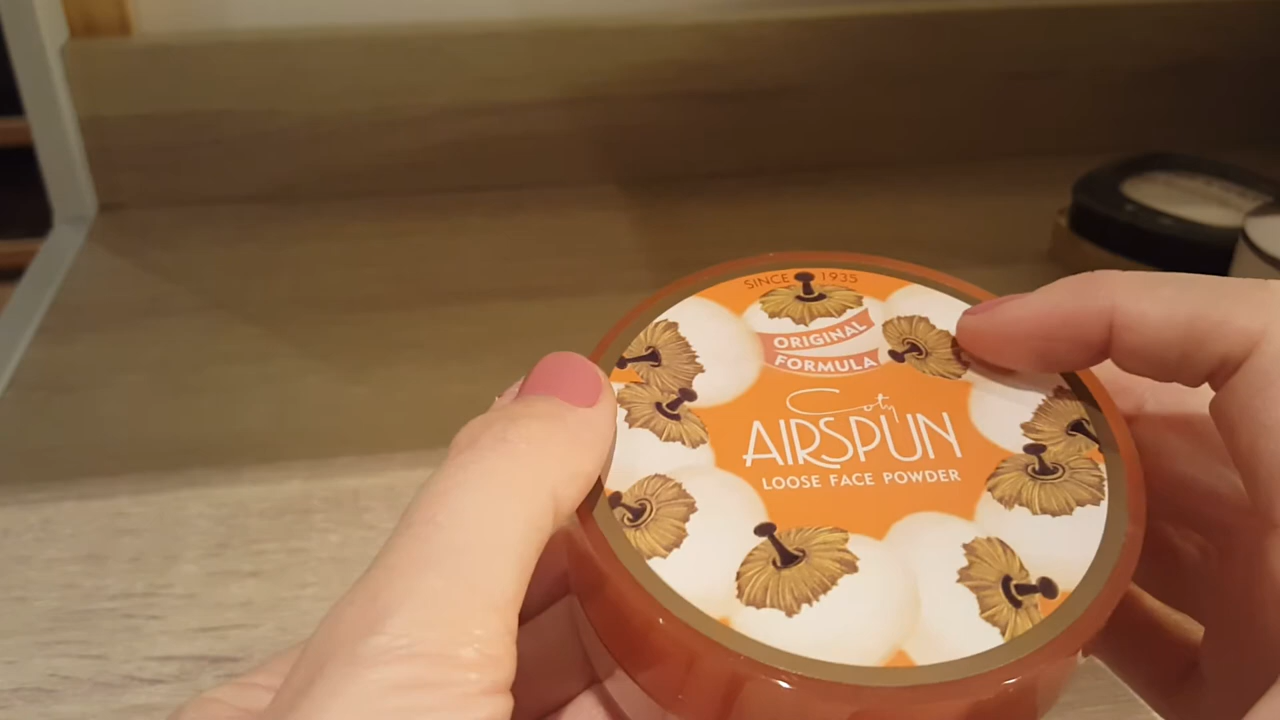 SINCE 1935
ORIGINAL
FORMULA
Coty
AIRSPUN
LOOSE FACE POWDER